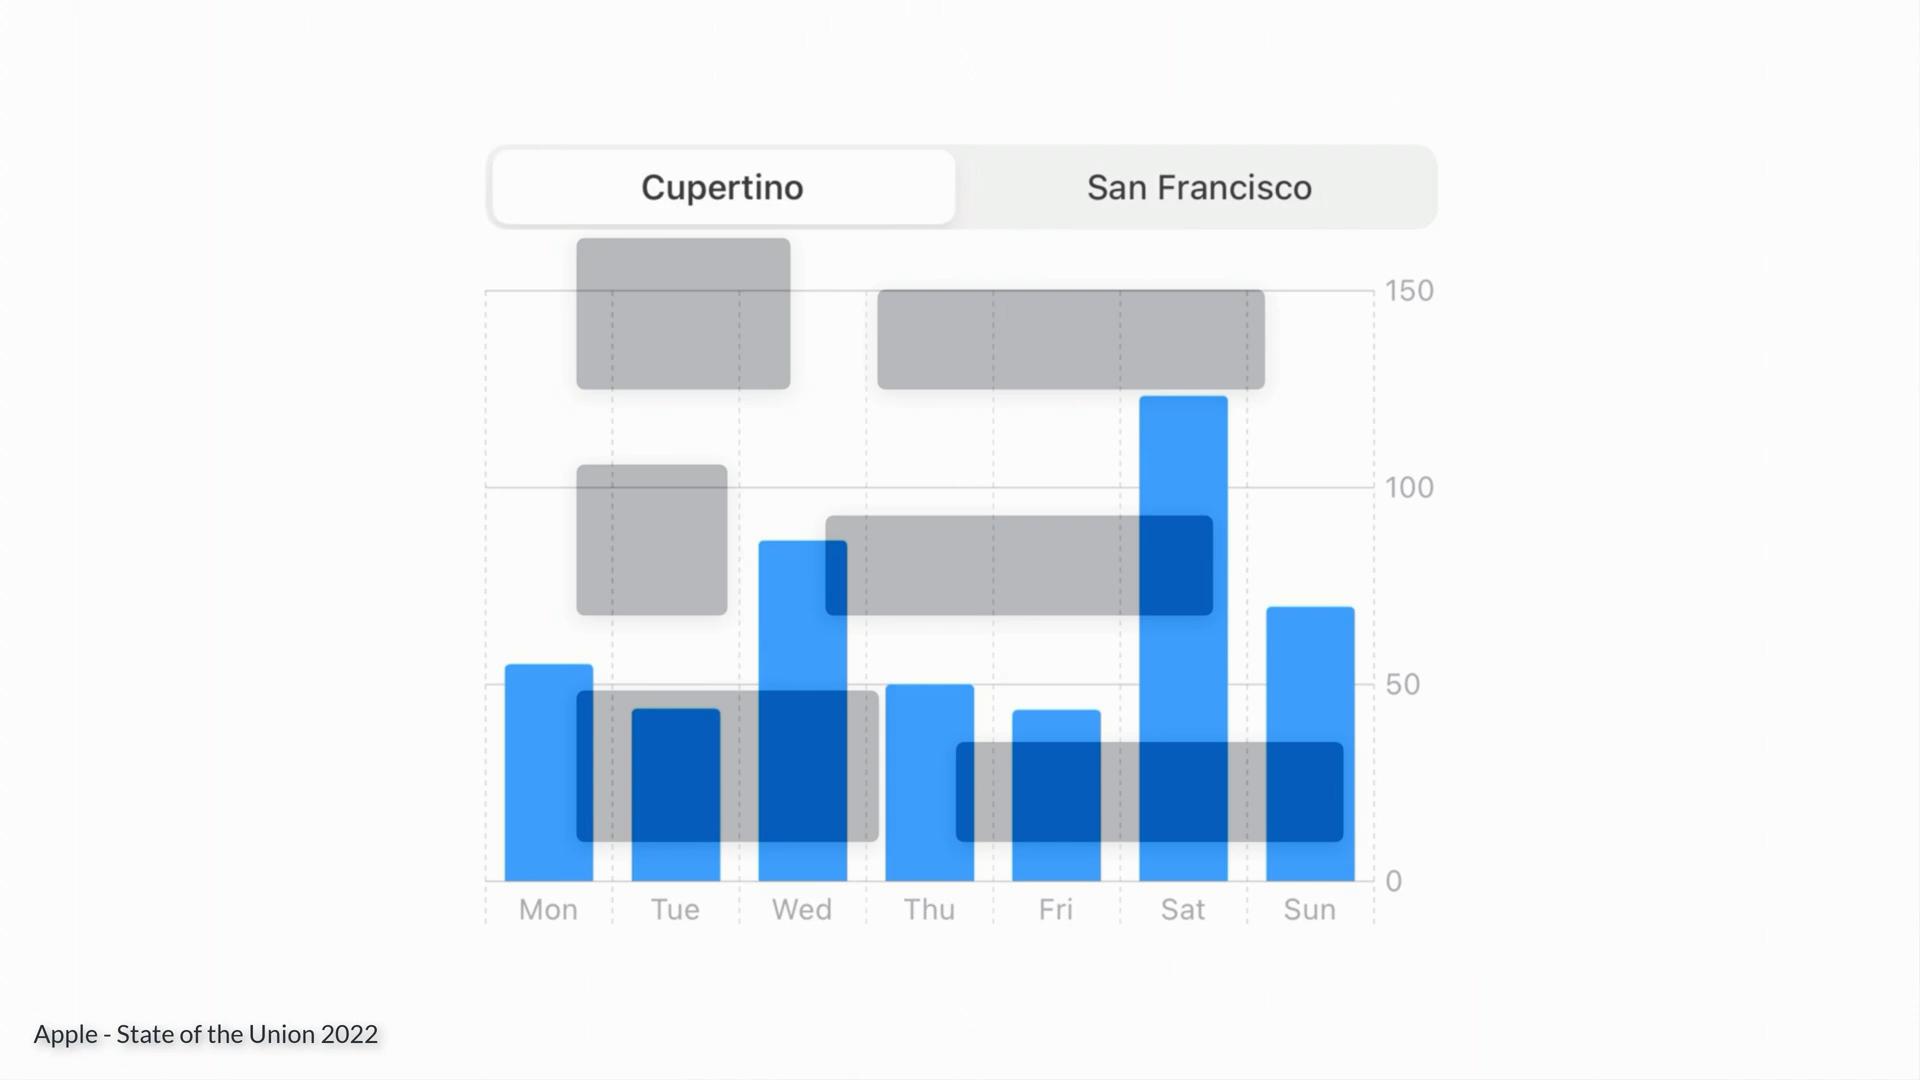 Cupertino
San Francisco
150
100
50
0
Mon Tue Wed Thu Fri Sat Sun
Apple - State of the Union 2022